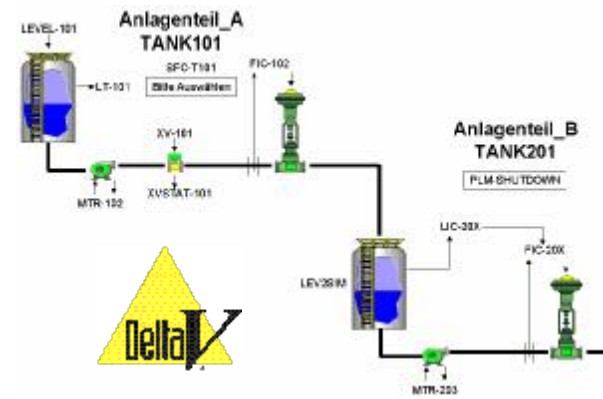 LEVEL-101
Anlagenteil_A
TANK101
SFC-T101
Bitte Auswählen
FIC-102
LT-101
XV-101
MTR-102
XVSTAT-101
Anlagenteil_B
TANK201
PLM-SHUTDOWN
LIC-20X
FIC-20X
LEV2SIM
MTR-203
DeltaV